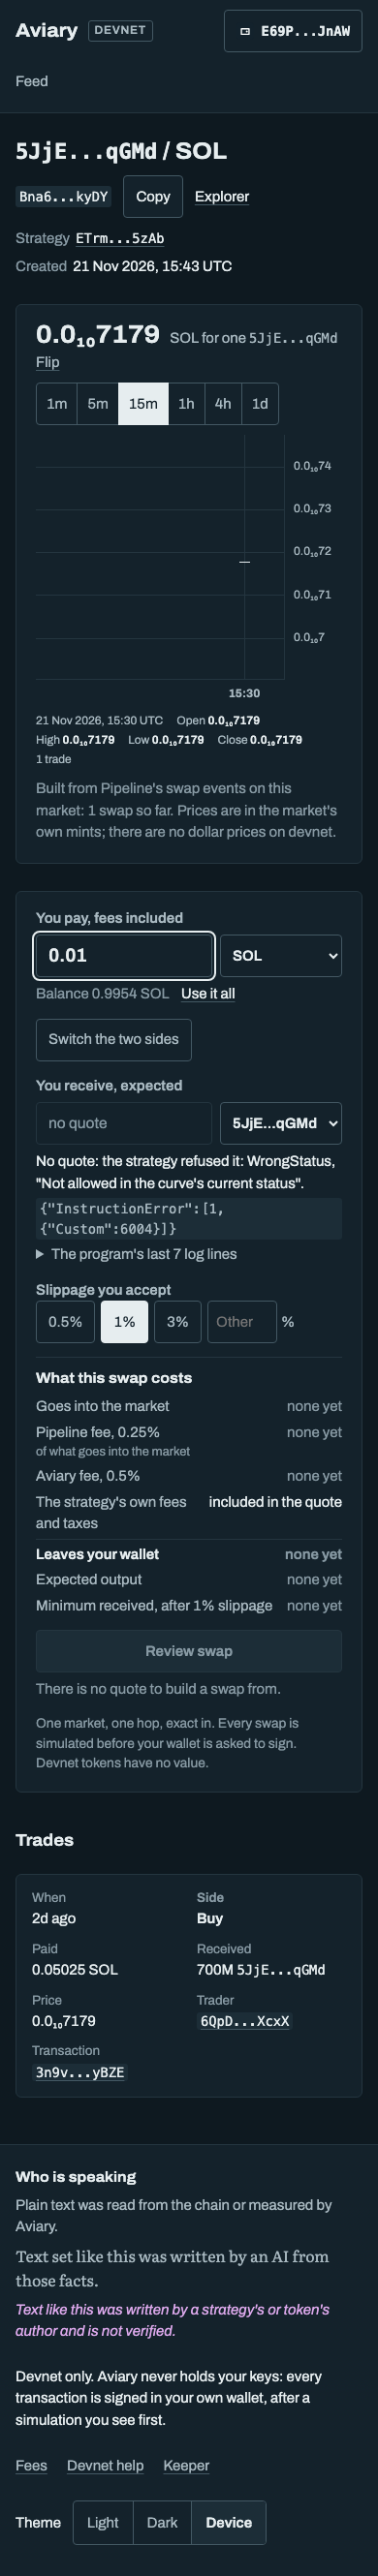 Aviary DEVNET E69P...JnAW
Feed
5JjE...qGMd / SOL
Bna6...kyDY Copy Explorer
Strategy ETrm...5zAb
Created 21 Nov 2026, 15:43 UTC
0.0₁₀7179 SOL for one 5JjE...qGMd
Flip
1m 5m 15m 1h 4h 1d
0.0₁₀74
0.0₁₀73
0.0₁₀72
0.0₁₀71
0.0₁₀7
15:30
21 Nov 2026, 15:30 UTC Open 0.0₁₀7179
High 0.0₁₀7179 Low 0.0₁₀7179 Close 0.0₁₀7179
1 trade
Built from Pipeline's swap events on this
market: 1 swap so far. Prices are in the market's
own mints; there are no dollar prices on devnet.
You pay, fees included
0.01 SOL
Balance 0.9954 SOL Use it all
Switch the two sides
You receive, expected
no quote 5JjE...qGMd
No quote: the strategy refused it: WrongStatus,
"Not allowed in the curve's current status".
{"InstructionError":[1,
{"Custom":6004}]}
The program's last 7 log lines
Slippage you accept
0.5% 1% 3% Other %
What this swap costs
Goes into the market none yet
Pipeline fee, 0.25% none yet
of what goes into the market
Aviary fee, 0.5% none yet
The strategy's own fees included in the quote
and taxes
Leaves your wallet none yet
Expected output none yet
Minimum received, after 1% slippage none yet
Review swap
There is no quote to build a swap from.
One market, one hop, exact in. Every swap is
simulated before your wallet is asked to sign.
Devnet tokens have no value.
Trades
When Side
2d ago Buy
Paid Received
0.05025 SOL 700M 5JjE...qGMd
Price Trader
0.0₁₀7179 6QpD...XcxX
Transaction
3n9v...yBZE
Who is speaking
Plain text was read from the chain or measured by
Aviary.
Text set like this was written by an AI from
those facts.
Text like this was written by a strategy's or token's
author and is not verified.
Devnet only. Aviary never holds your keys: every
transaction is signed in your own wallet, after a
simulation you see first.
Fees Devnet help Keeper
Theme Light Dark Device